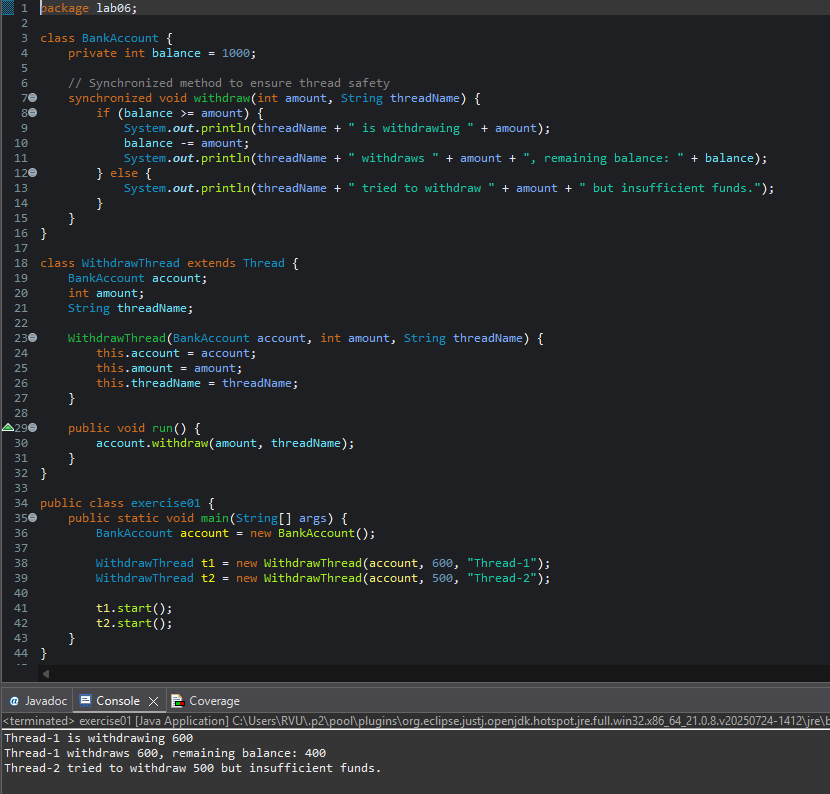 1 package lab06;
2
3 class BankAccount {
4     private int balance = 1000;
5
6     // Synchronized method to ensure thread safety
7     synchronized void withdraw(int amount, String threadName) {
8         if (balance >= amount) {
9             System.out.println(threadName + " is withdrawing " + amount);
10             balance -= amount;
11             System.out.println(threadName + " withdraws " + amount + ", remaining balance: " + balance);
12         } else {
13             System.out.println(threadName + " tried to withdraw " + amount + " but insufficient funds.");
14         }
15     }
16 }
17
18 class WithdrawThread extends Thread {
19     BankAccount account;
20     int amount;
21     String threadName;
22
23     WithdrawThread(BankAccount account, int amount, String threadName) {
24         this.account = account;
25         this.amount = amount;
26         this.threadName = threadName;
27     }
28
29     public void run() {
30         account.withdraw(amount, threadName);
31     }
32 }
33
34 public class exercise01 {
35     public static void main(String[] args) {
36         BankAccount account = new BankAccount();
37
38         WithdrawThread t1 = new WithdrawThread(account, 600, "Thread-1");
39         WithdrawThread t2 = new WithdrawThread(account, 500, "Thread-2");
40
41         t1.start();
42         t2.start();
43     }
44 }
@ Javadoc Console Coverage
<terminated> exercise01 [Java Application] C:\Users\RVU\.p2\pool\plugins\org.eclipse.justj.openjdk.hotspot.jre.full.win32.x86_64_21.0.8.v20250724-1412\jre\b
Thread-1 is withdrawing 600
Thread-1 withdraws 600, remaining balance: 400
Thread-2 tried to withdraw 500 but insufficient funds.